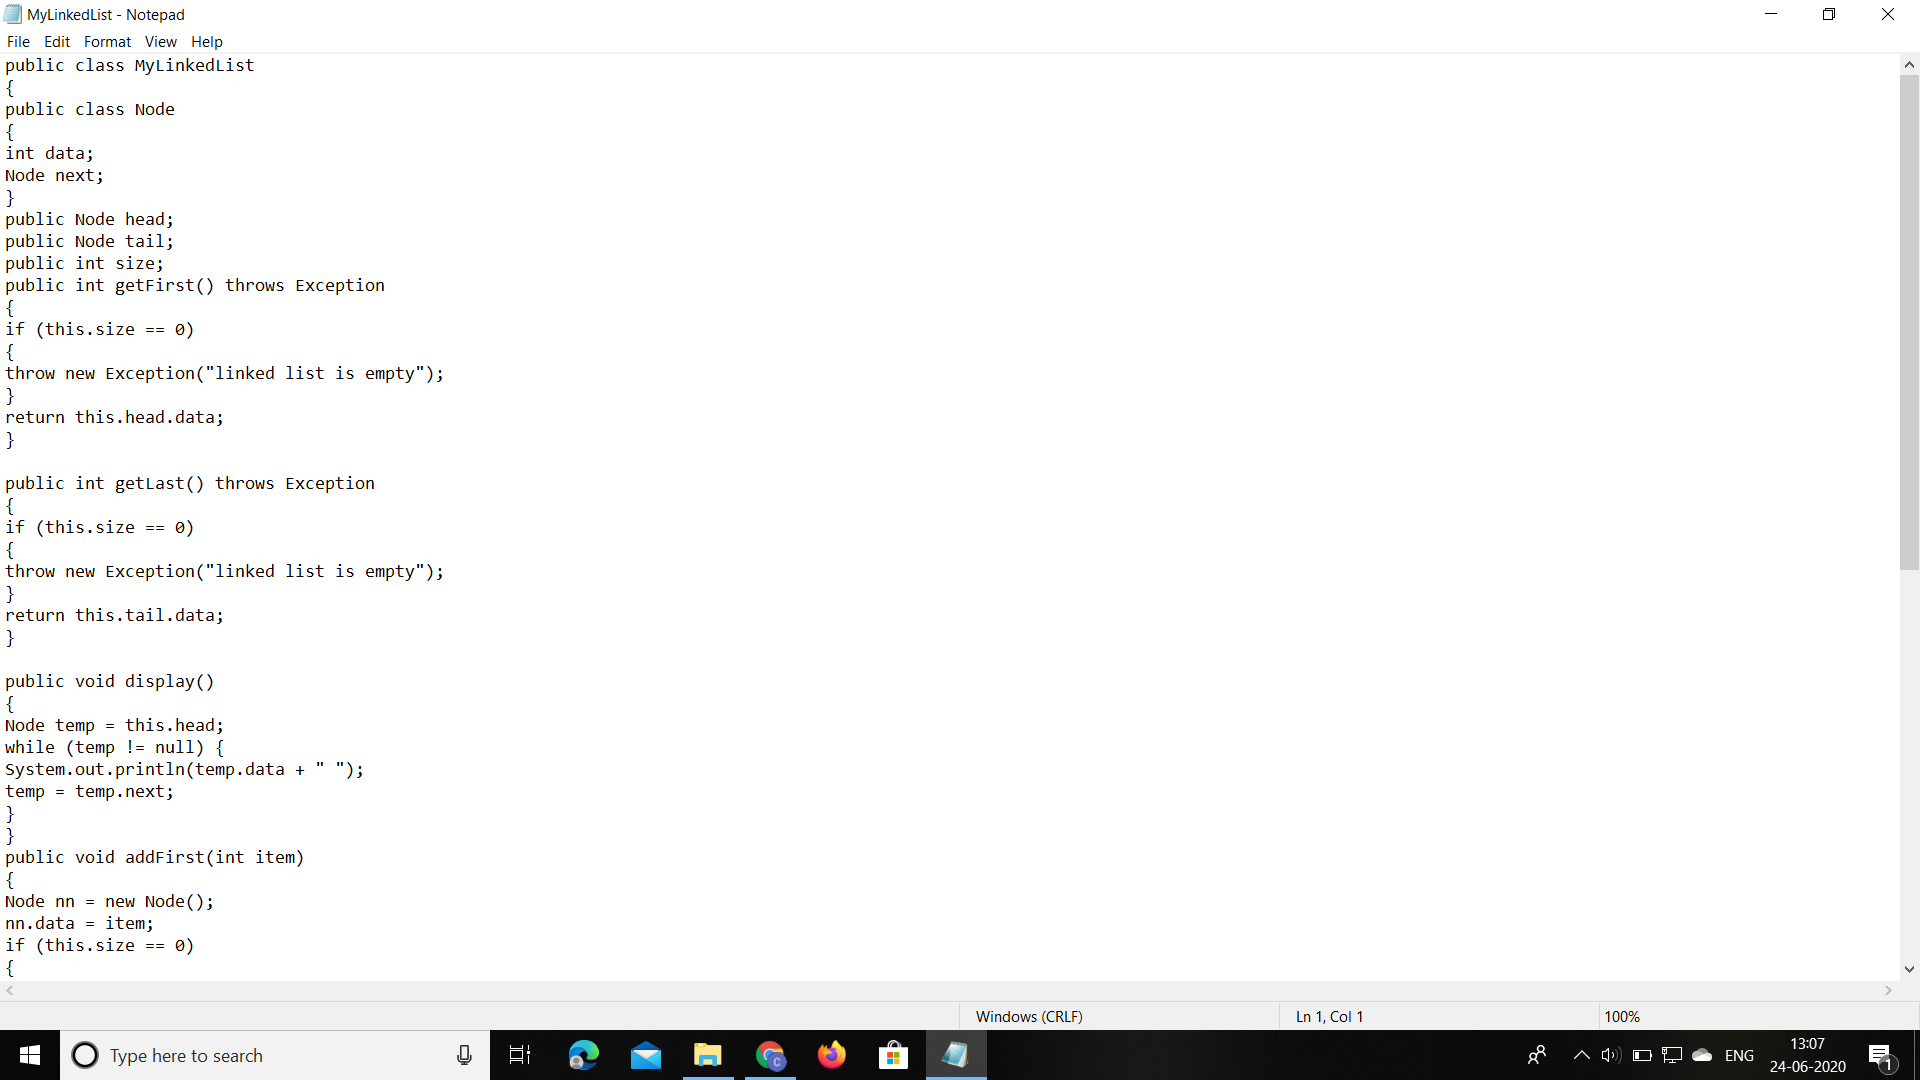 MyLinkedList - Notepad
File Edit Format View Help
public class MyLinkedList
{
public class Node
{
int data;
Node next;
}
public Node head;
public Node tail;
public int size;
public int getFirst() throws Exception
{
if (this.size == 0)
{
throw new Exception("linked list is empty");
}
return this.head.data;
}

public int getLast() throws Exception
{
if (this.size == 0)
{
throw new Exception("linked list is empty");
}
return this.tail.data;
}

public void display()
{
Node temp = this.head;
while (temp != null) {
System.out.println(temp.data + " ");
temp = temp.next;
}
}
public void addFirst(int item)
{
Node nn = new Node();
nn.data = item;
if (this.size == 0)
{
Windows (CRLF) Ln 1, Col 1 100%
Type here to search
C
ENG
13:07
24-06-2020
1